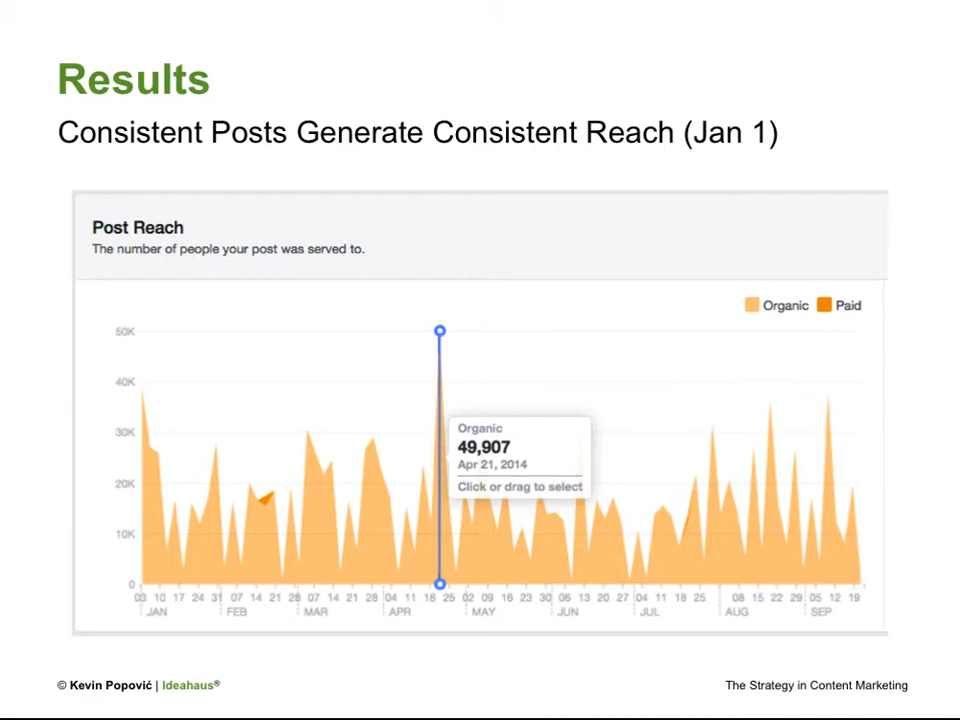 Results
Consistent Posts Generate Consistent Reach (Jan 1)
Post Reach
The number of people your post was served to.
Organic Paid
50K
40K
30K
20K
10K
0
Organic
49,907
Apr 21, 2014
Click or drag to select
03 10 17 24 31 07 14 21 28 07 14 21 28 04 11 18 25 02 09 16 23 30 06 13 20 27 04 11 18 25 08 15 22 29 05 12 19
JAN FEB MAR APR MAY JUN JUL AUG SEP
© Kevin Popović | Ideahaus®
The Strategy in Content Marketing